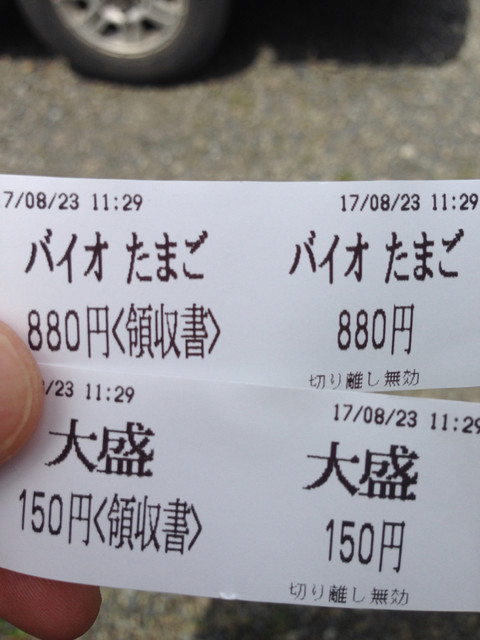 17/08/23 11:29
バイオ たまご
880円<領収書>
17/08/23 11:29
バイオ たまご
880円
切り離し無効
/23 11:29
大盛
150円<領収書>
17/08/23 11:29
大盛
150円
切り離し無効